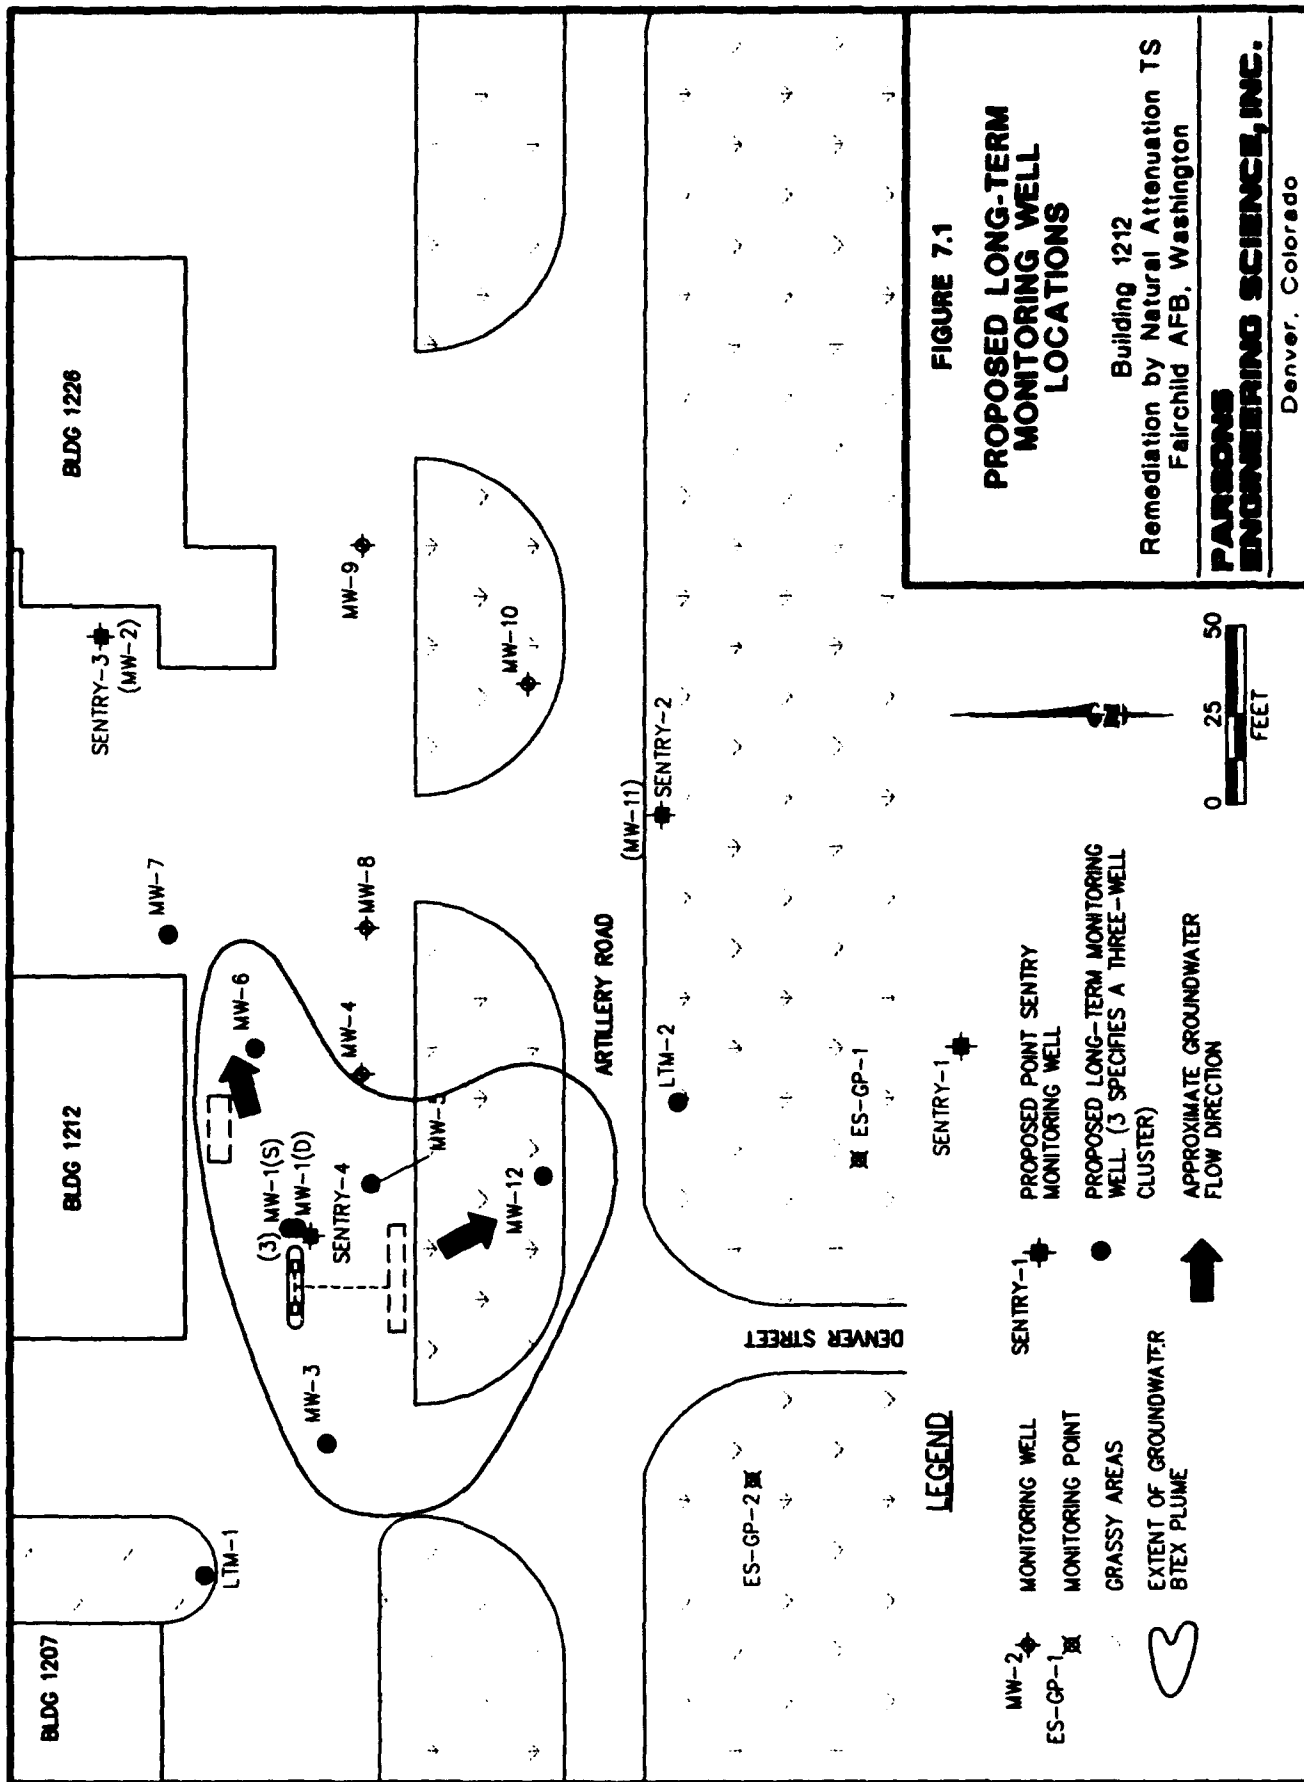 BLDG 1207
LTM-1
BLDG 1212
BLDG 1226
SENTRY-3
(MW-2)
MW-7
MW-6
MW-9
MW-3
(3) MW-1(S)
MW-1(D)
SENTRY-4
MW-4
MW-8
MW-5
MW-10
MW-12
ARTILLERY ROAD
(MW-11)
SENTRY-2
LTM-2
ES-GP-2
ES-GP-1
DENVER STREET
SENTRY-1
LEGEND
MW-2
MONITORING WELL
ES-GP-1
MONITORING POINT
GRASSY AREAS
EXTENT OF GROUNDWATER
BTEX PLUME
SENTRY-1
PROPOSED POINT SENTRY
MONITORING WELL
PROPOSED LONG-TERM MONITORING
WELL (3 SPECIFIES A THREE-WELL
CLUSTER)
APPROXIMATE GROUNDWATER
FLOW DIRECTION
0 25 50
FEET
FIGURE 7.1
PROPOSED LONG-TERM
MONITORING WELL
LOCATIONS
Building 1212
Remediation by Natural Attenuation TS
Fairchild AFB, Washington
PARSONS
ENGINEERING SCIENCE, INC.
Denver, Colorado